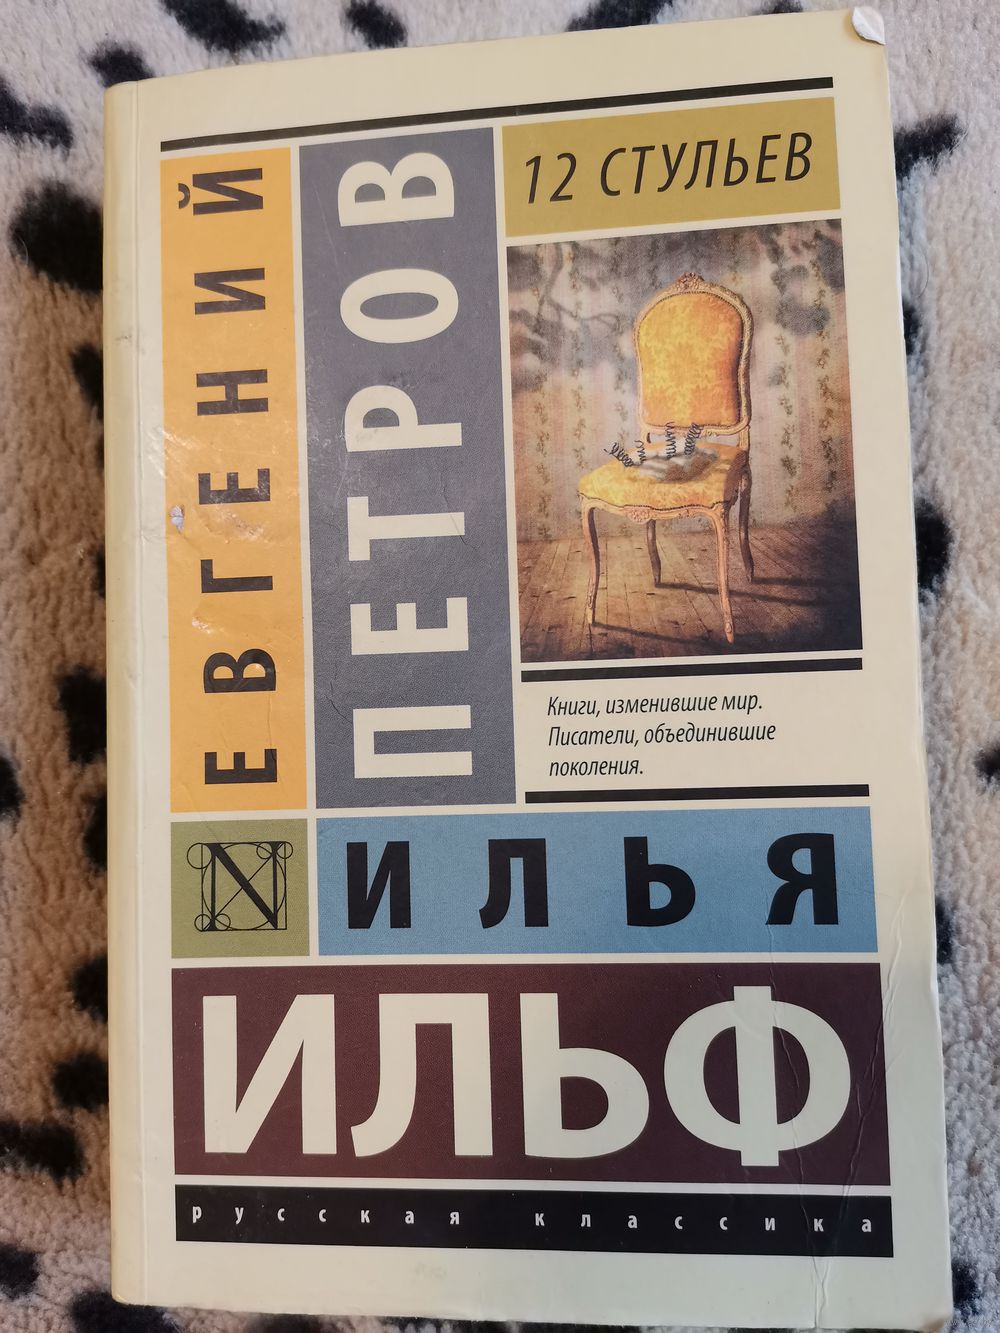 ЕВГЕНИЙ
ПЕТРОВ
12 СТУЛЬЕВ
Книги, изменившие мир.
Писатели, объединившие
поколения.
N
ИЛЬЯ
ИЛЬФ
русская классика